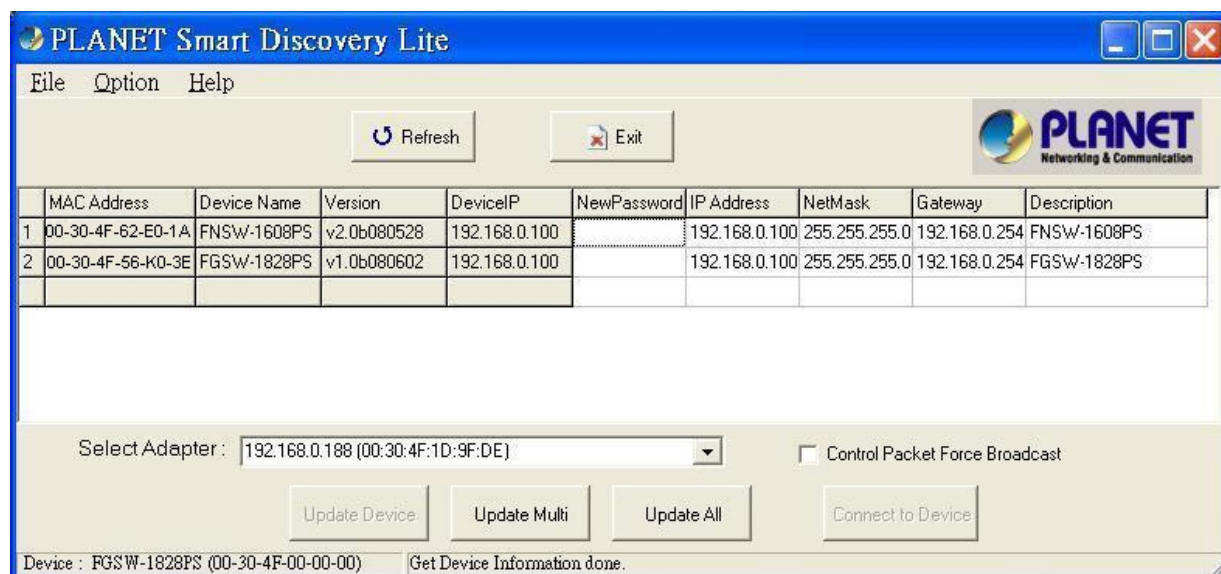 PLANET Smart Discovery Lite
File Option Help
Refresh Exit
PLANET
Networking & Communication
MAC Address Device Name Version DeviceIP NewPassword IP Address NetMask Gateway Description
1 00-30-4F-62-E0-1A FNSW-1608PS v2.0b080528 192.168.0.100 192.168.0.100 255.255.255.0 192.168.0.254 FNSW-1608PS
2 00-30-4F-56-K0-3E FGSW-1828PS v1.0b080602 192.168.0.100 192.168.0.100 255.255.255.0 192.168.0.254 FGSW-1828PS
Select Adapter : 192.168.0.188 (00:30:4F:1D:9F:DE) Control Packet Force Broadcast
Update Device Update Multi Update All Connect to Device
Device : FGSW-1828PS (00-30-4F-00-00-00) Get Device Information done.